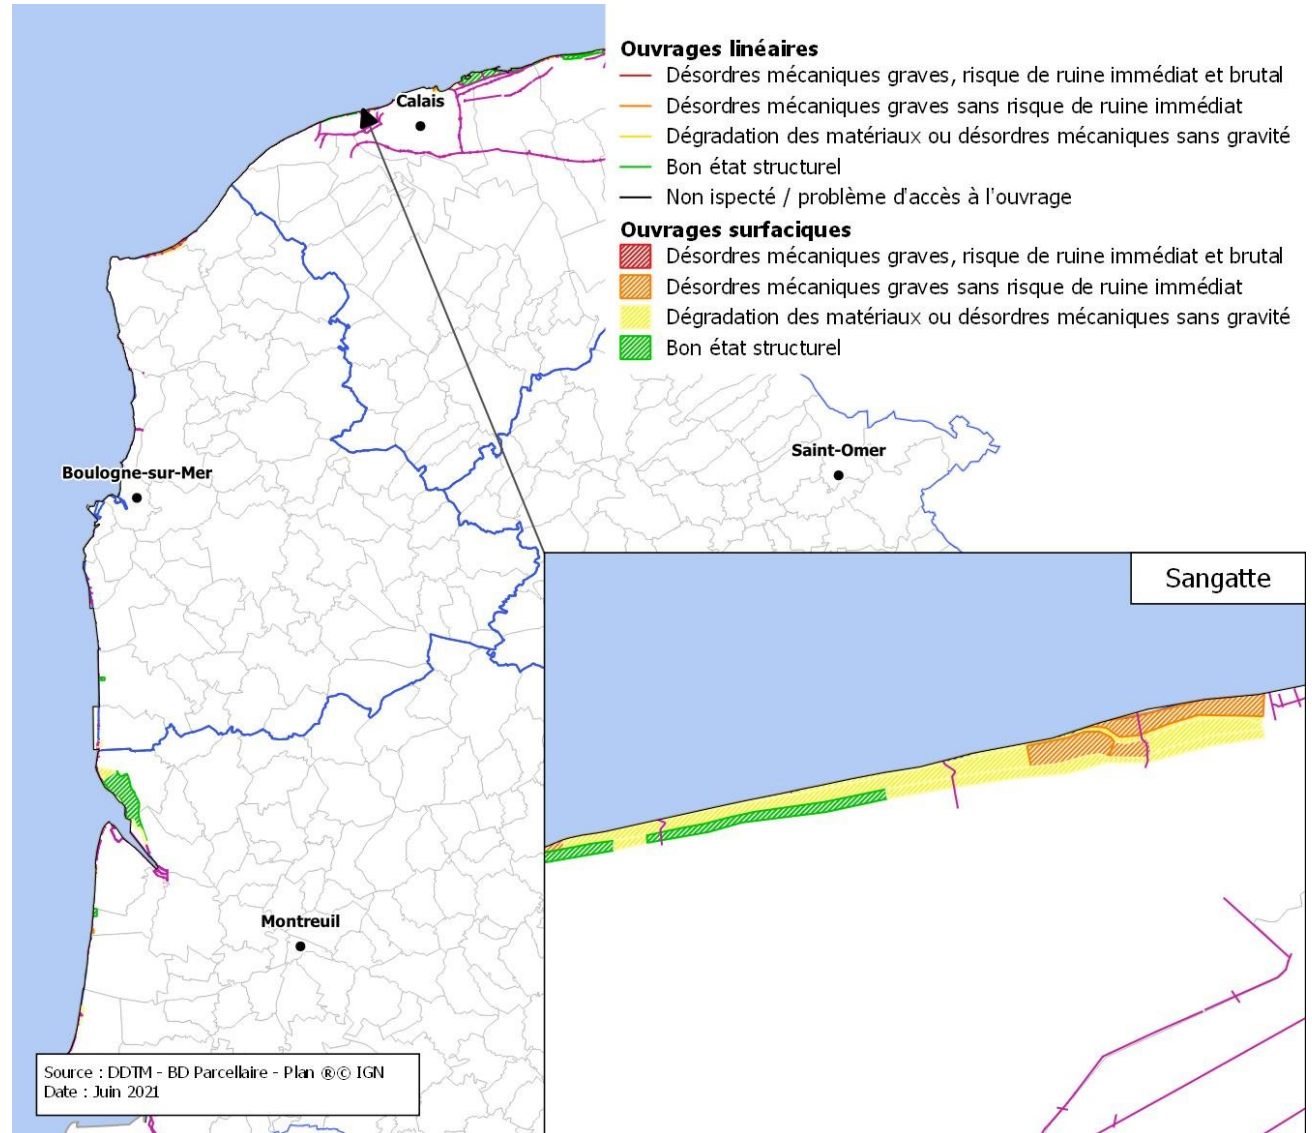 Ouvrages linéaires
Désordres mécaniques graves, risque de ruine immédiat et brutal
Désordres mécaniques graves sans risque de ruine immédiat
Dégradation des matériaux ou désordres mécaniques sans gravité
Bon état structurel
Non ispecté / problème d'accès à l'ouvrage
Ouvrages surfaciques
Désordres mécaniques graves, risque de ruine immédiat et brutal
Désordres mécaniques graves sans risque de ruine immédiat
Dégradation des matériaux ou désordres mécaniques sans gravité
Bon état structurel
Calais
Saint-Omer
Boulogne-sur-Mer
Sangatte
Montreuil
Source : DDTM - BD Parcellaire - Plan ®© IGN
Date : Juin 2021